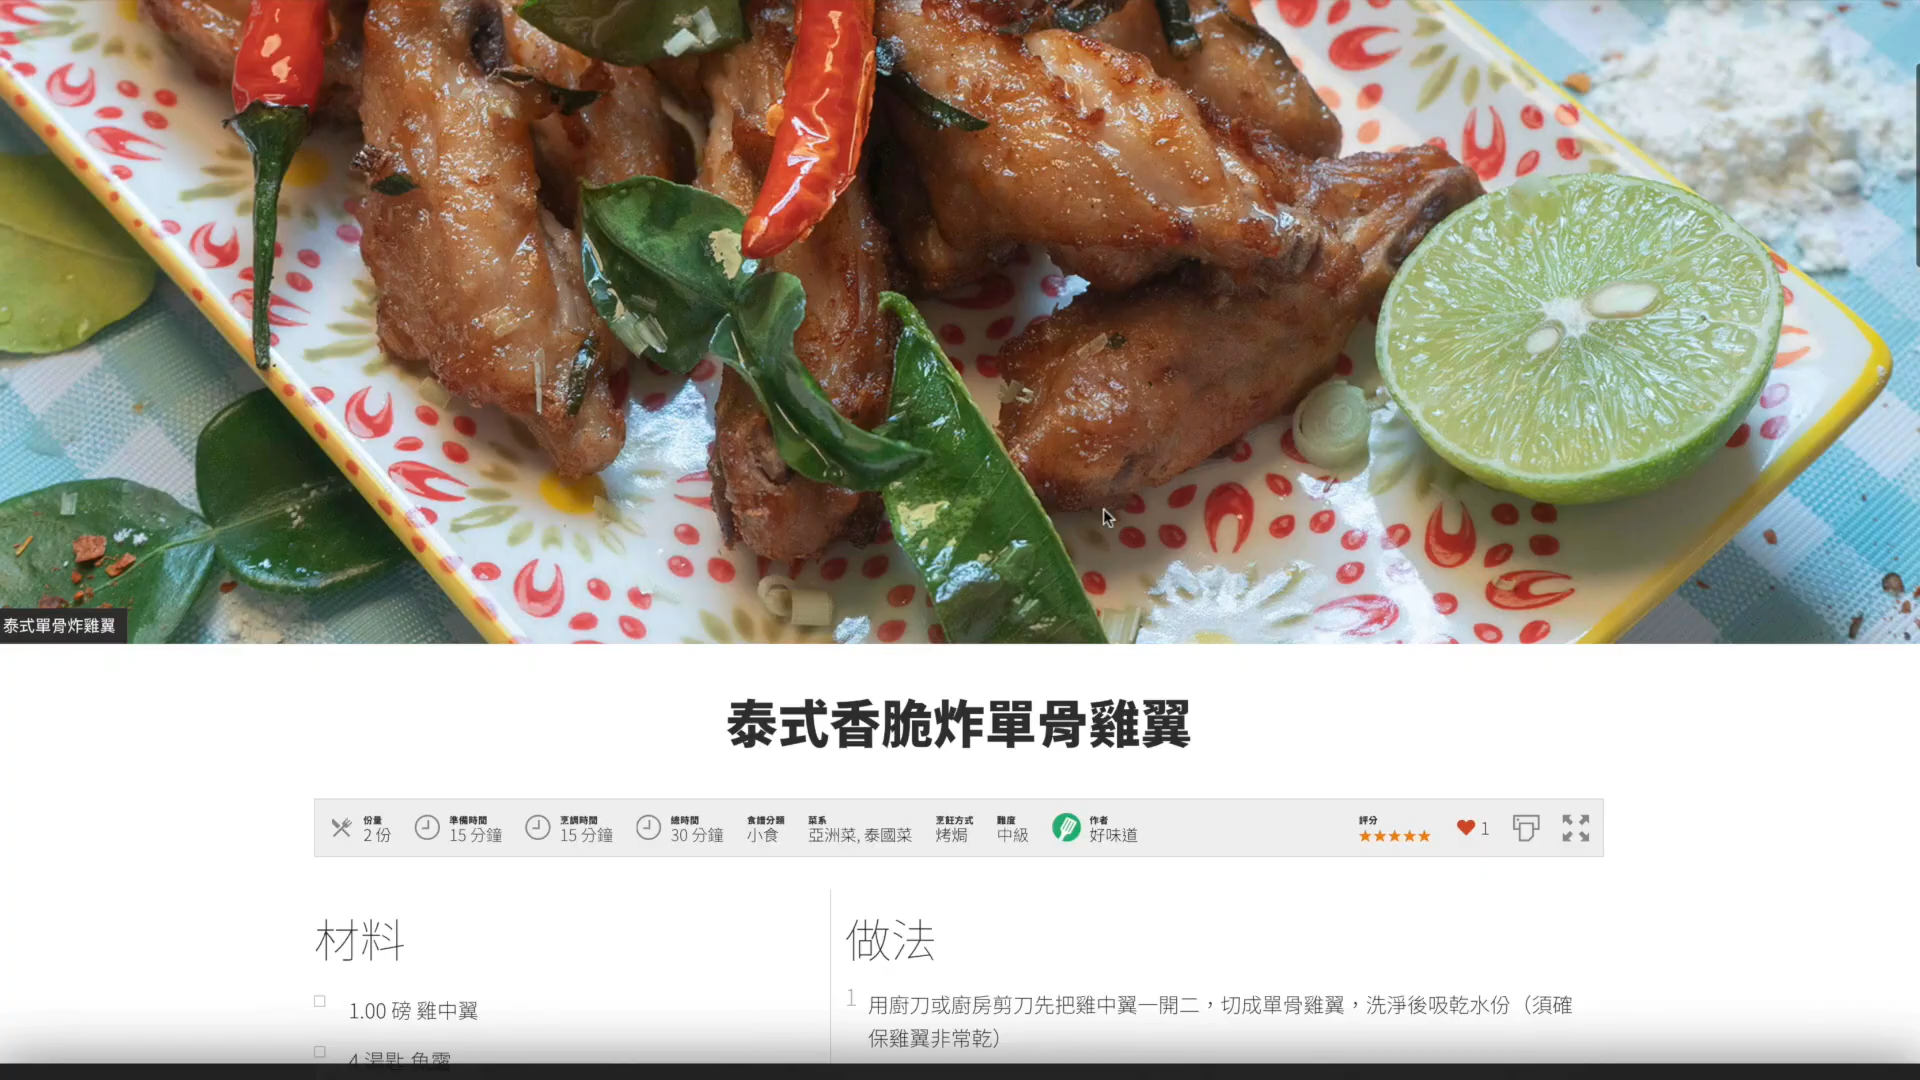 泰式單骨炸雞翼
泰式香脆炸單骨雞翼
份量
2 份
準備時間
15 分鐘
烹調時間
15 分鐘
總時間
30 分鐘
食譜分類
小食
菜系
亞洲菜, 泰國菜
烹飪方式
烤焗
難度
中級
作者
好味道
評分
1
材料
1.00 磅 雞中翼
4 湯匙 魚露
做法
1
用廚刀或廚房剪刀先把雞中翼一開二，切成單骨雞翼，洗淨後吸乾水份（須確
保雞翼非常乾）